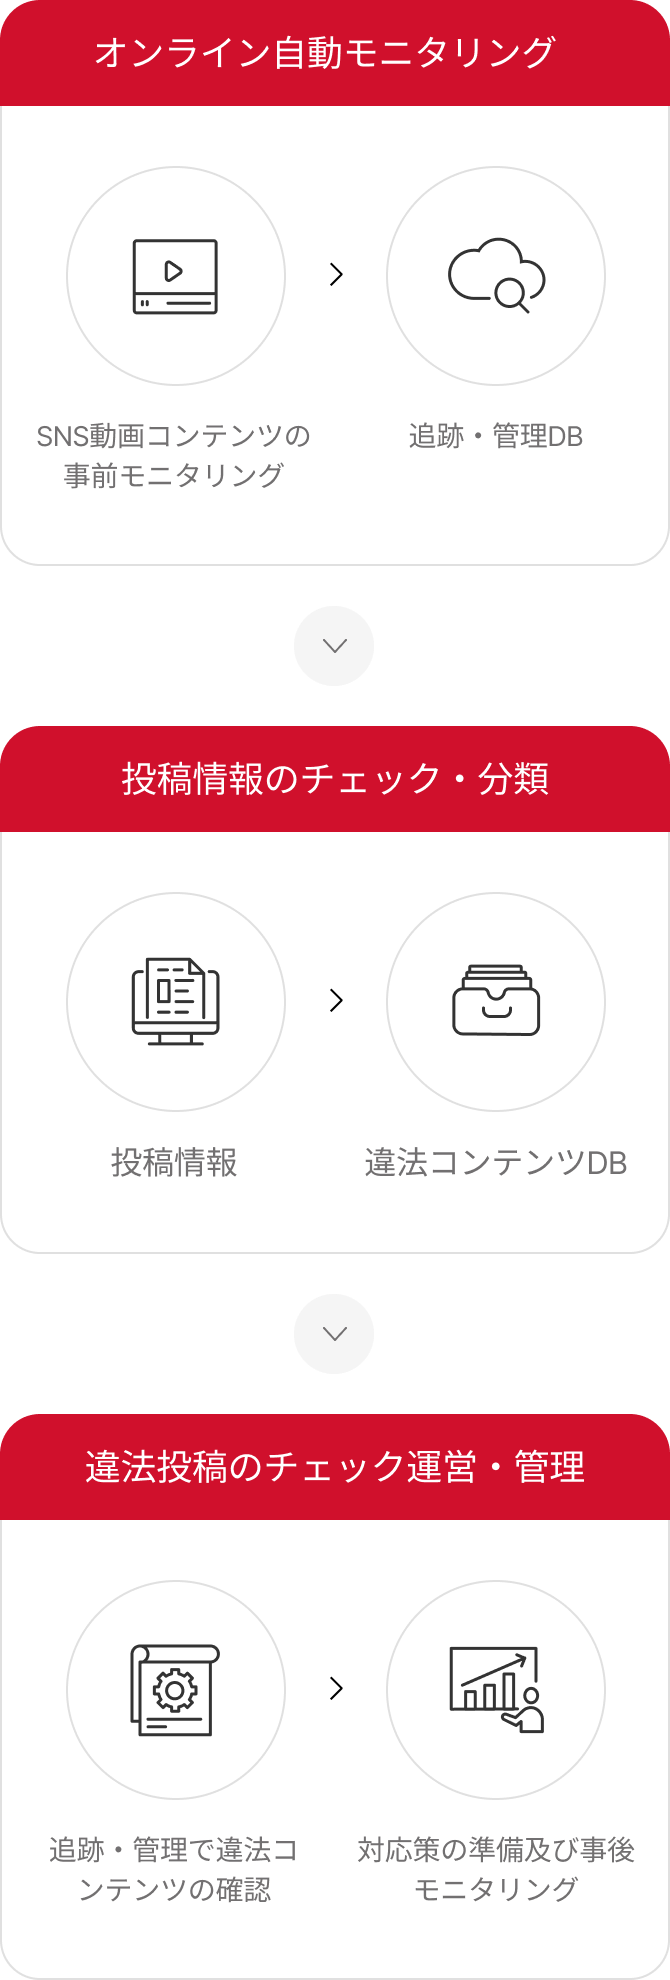 オンライン自動モニタリング
SNS動画コンテンツの
事前モニタリング
追跡・管理DB
投稿情報のチェック・分類
投稿情報
違法コンテンツDB
違法投稿のチェック運営・管理
追跡・管理で違法コ
ンテンツの確認
対応策の準備及び事後
モニタリング